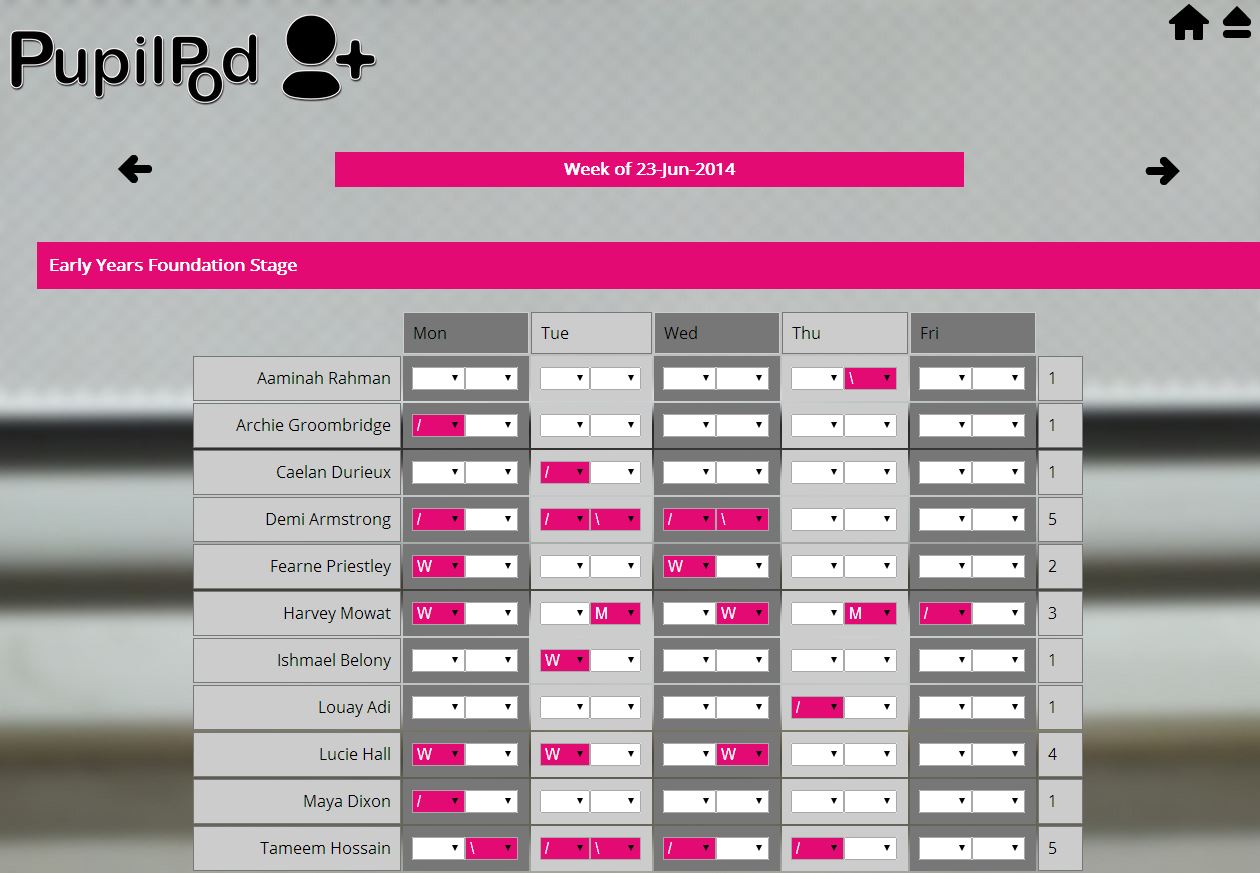 PupilPod
Week of 23-Jun-2014
Early Years Foundation Stage
Mon Tue Wed Thu Fri
Aaminah Rahman \ 1
Archie Groombridge / 1
Caelan Durieux / 1
Demi Armstrong / / \ / \ 5
Fearne Priestley W W 2
Harvey Mowat W M W M / 3
Ishmael Belony W 1
Louay Adi / 1
Lucie Hall W W W 4
Maya Dixon / 1
Tameem Hossain \ / \ / / 5